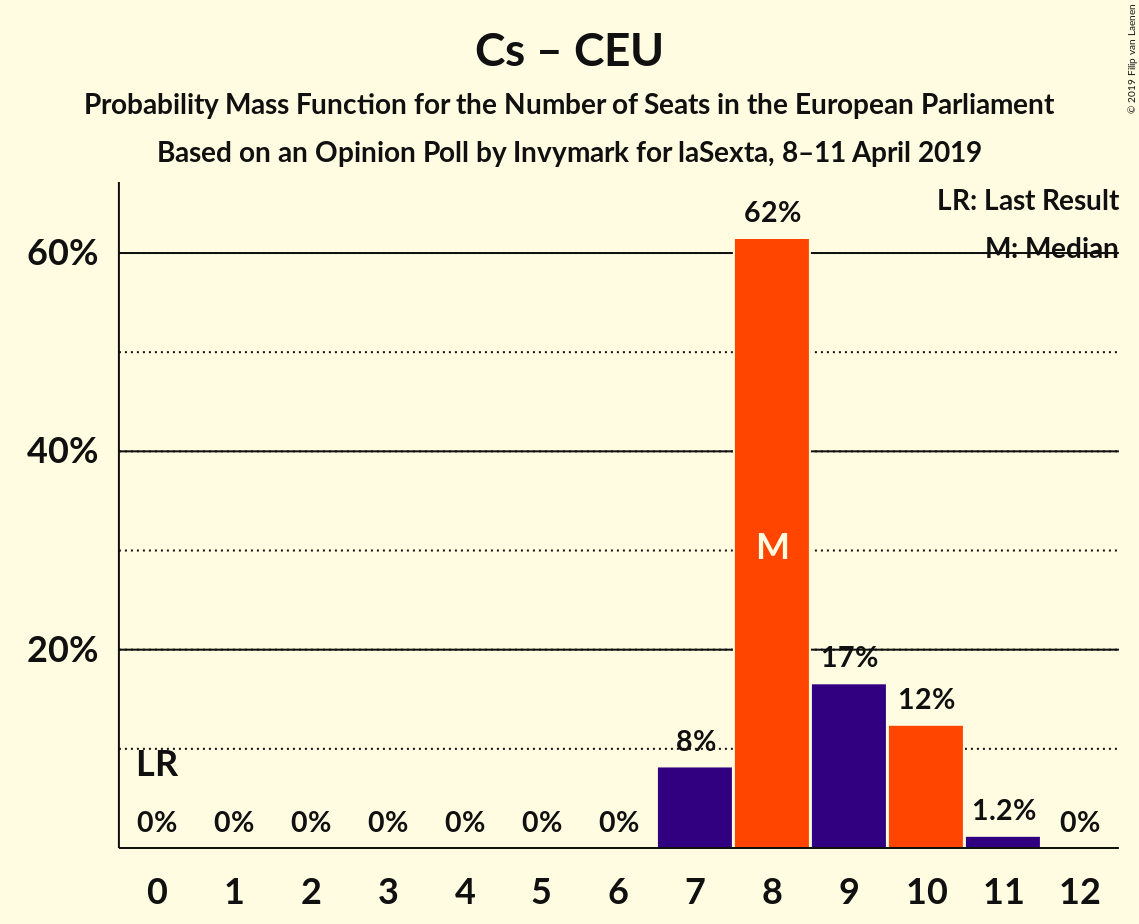 Cs – CEU
Probability Mass Function for the Number of Seats in the European Parliament
Based on an Opinion Poll by Invymark for laSexta, 8–11 April 2019
© 2019 Filip van Laenen
LR: Last Result
M: Median
60%
40%
20%
62%
M
17%
12%
8%
1.2%
LR
0% 0% 0% 0% 0% 0% 0% 0%
0 1 2 3 4 5 6 7 8 9 10 11 12